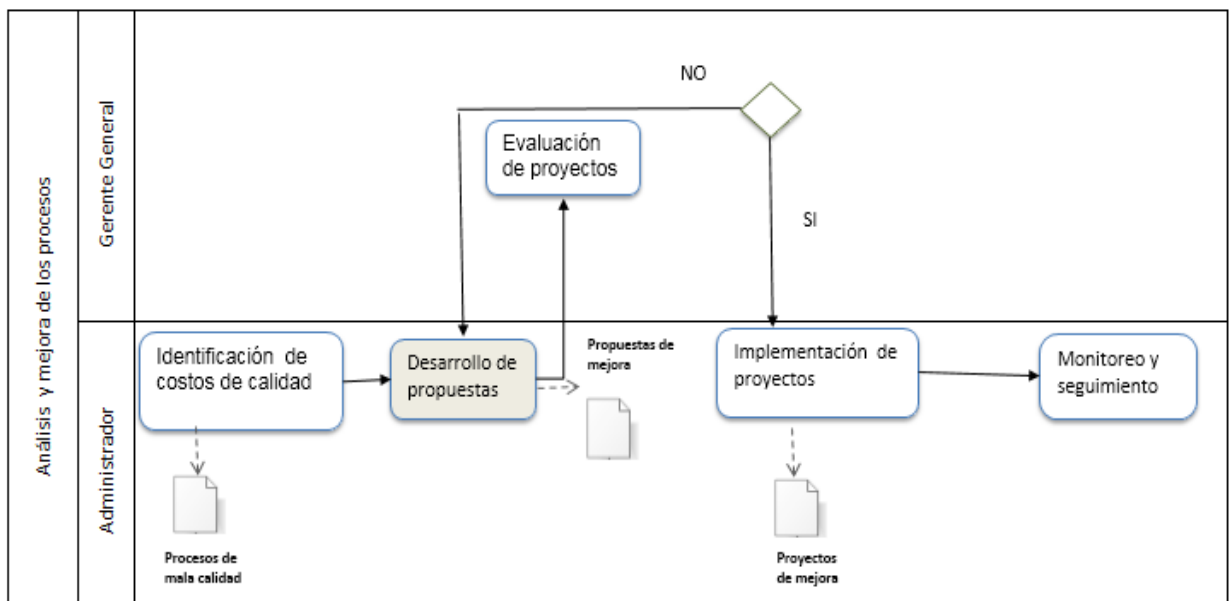 Análisis y mejora de los procesos
Gerente General
NO
Evaluación
de proyectos
SI
Administrador
Identificación de
costos de calidad
Desarrollo de
propuestas
Propuestas de
mejora
Implementación de
proyectos
Monitoreo y
seguimiento
Procesos de
mala calidad
Proyectos
de mejora